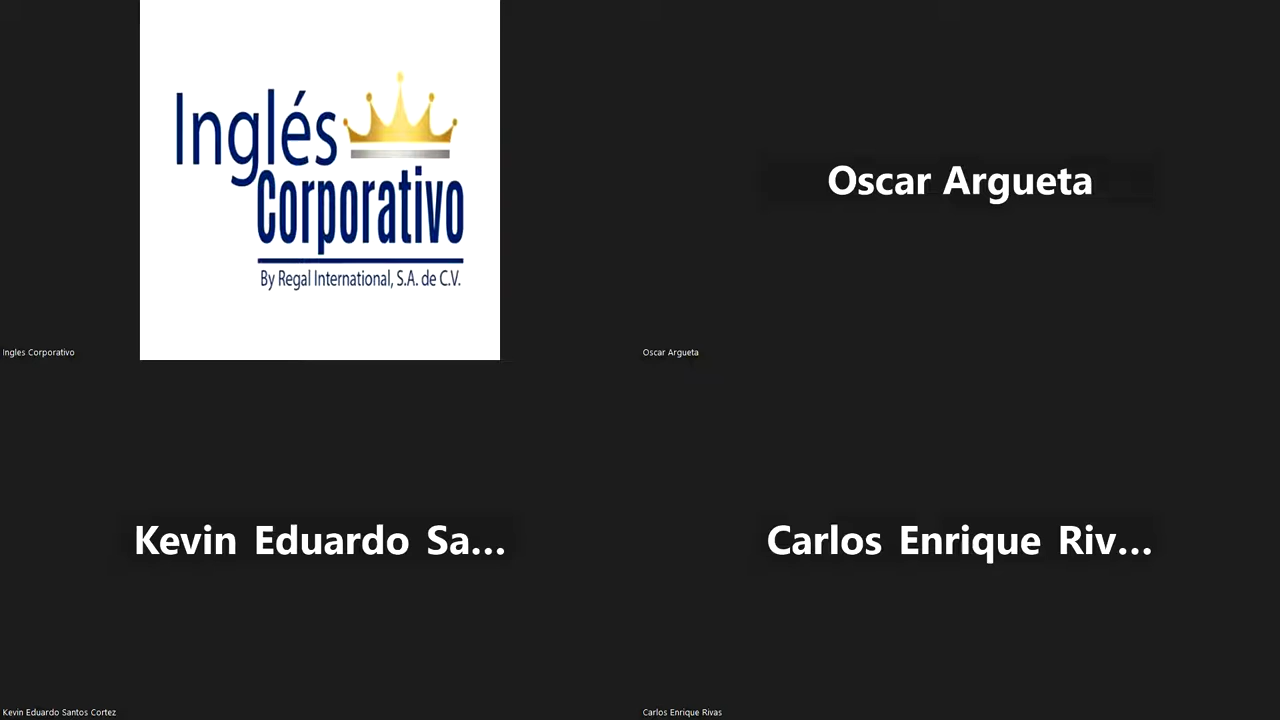 Inglés
Corporativo
By Regal International, S.A. de C.V.
Ingles Corporativo
Oscar Argueta
Oscar Argueta
Kevin Eduardo Sa...
Kevin Eduardo Santos Cortez
Carlos Enrique Riv...
Carlos Enrique Rivas